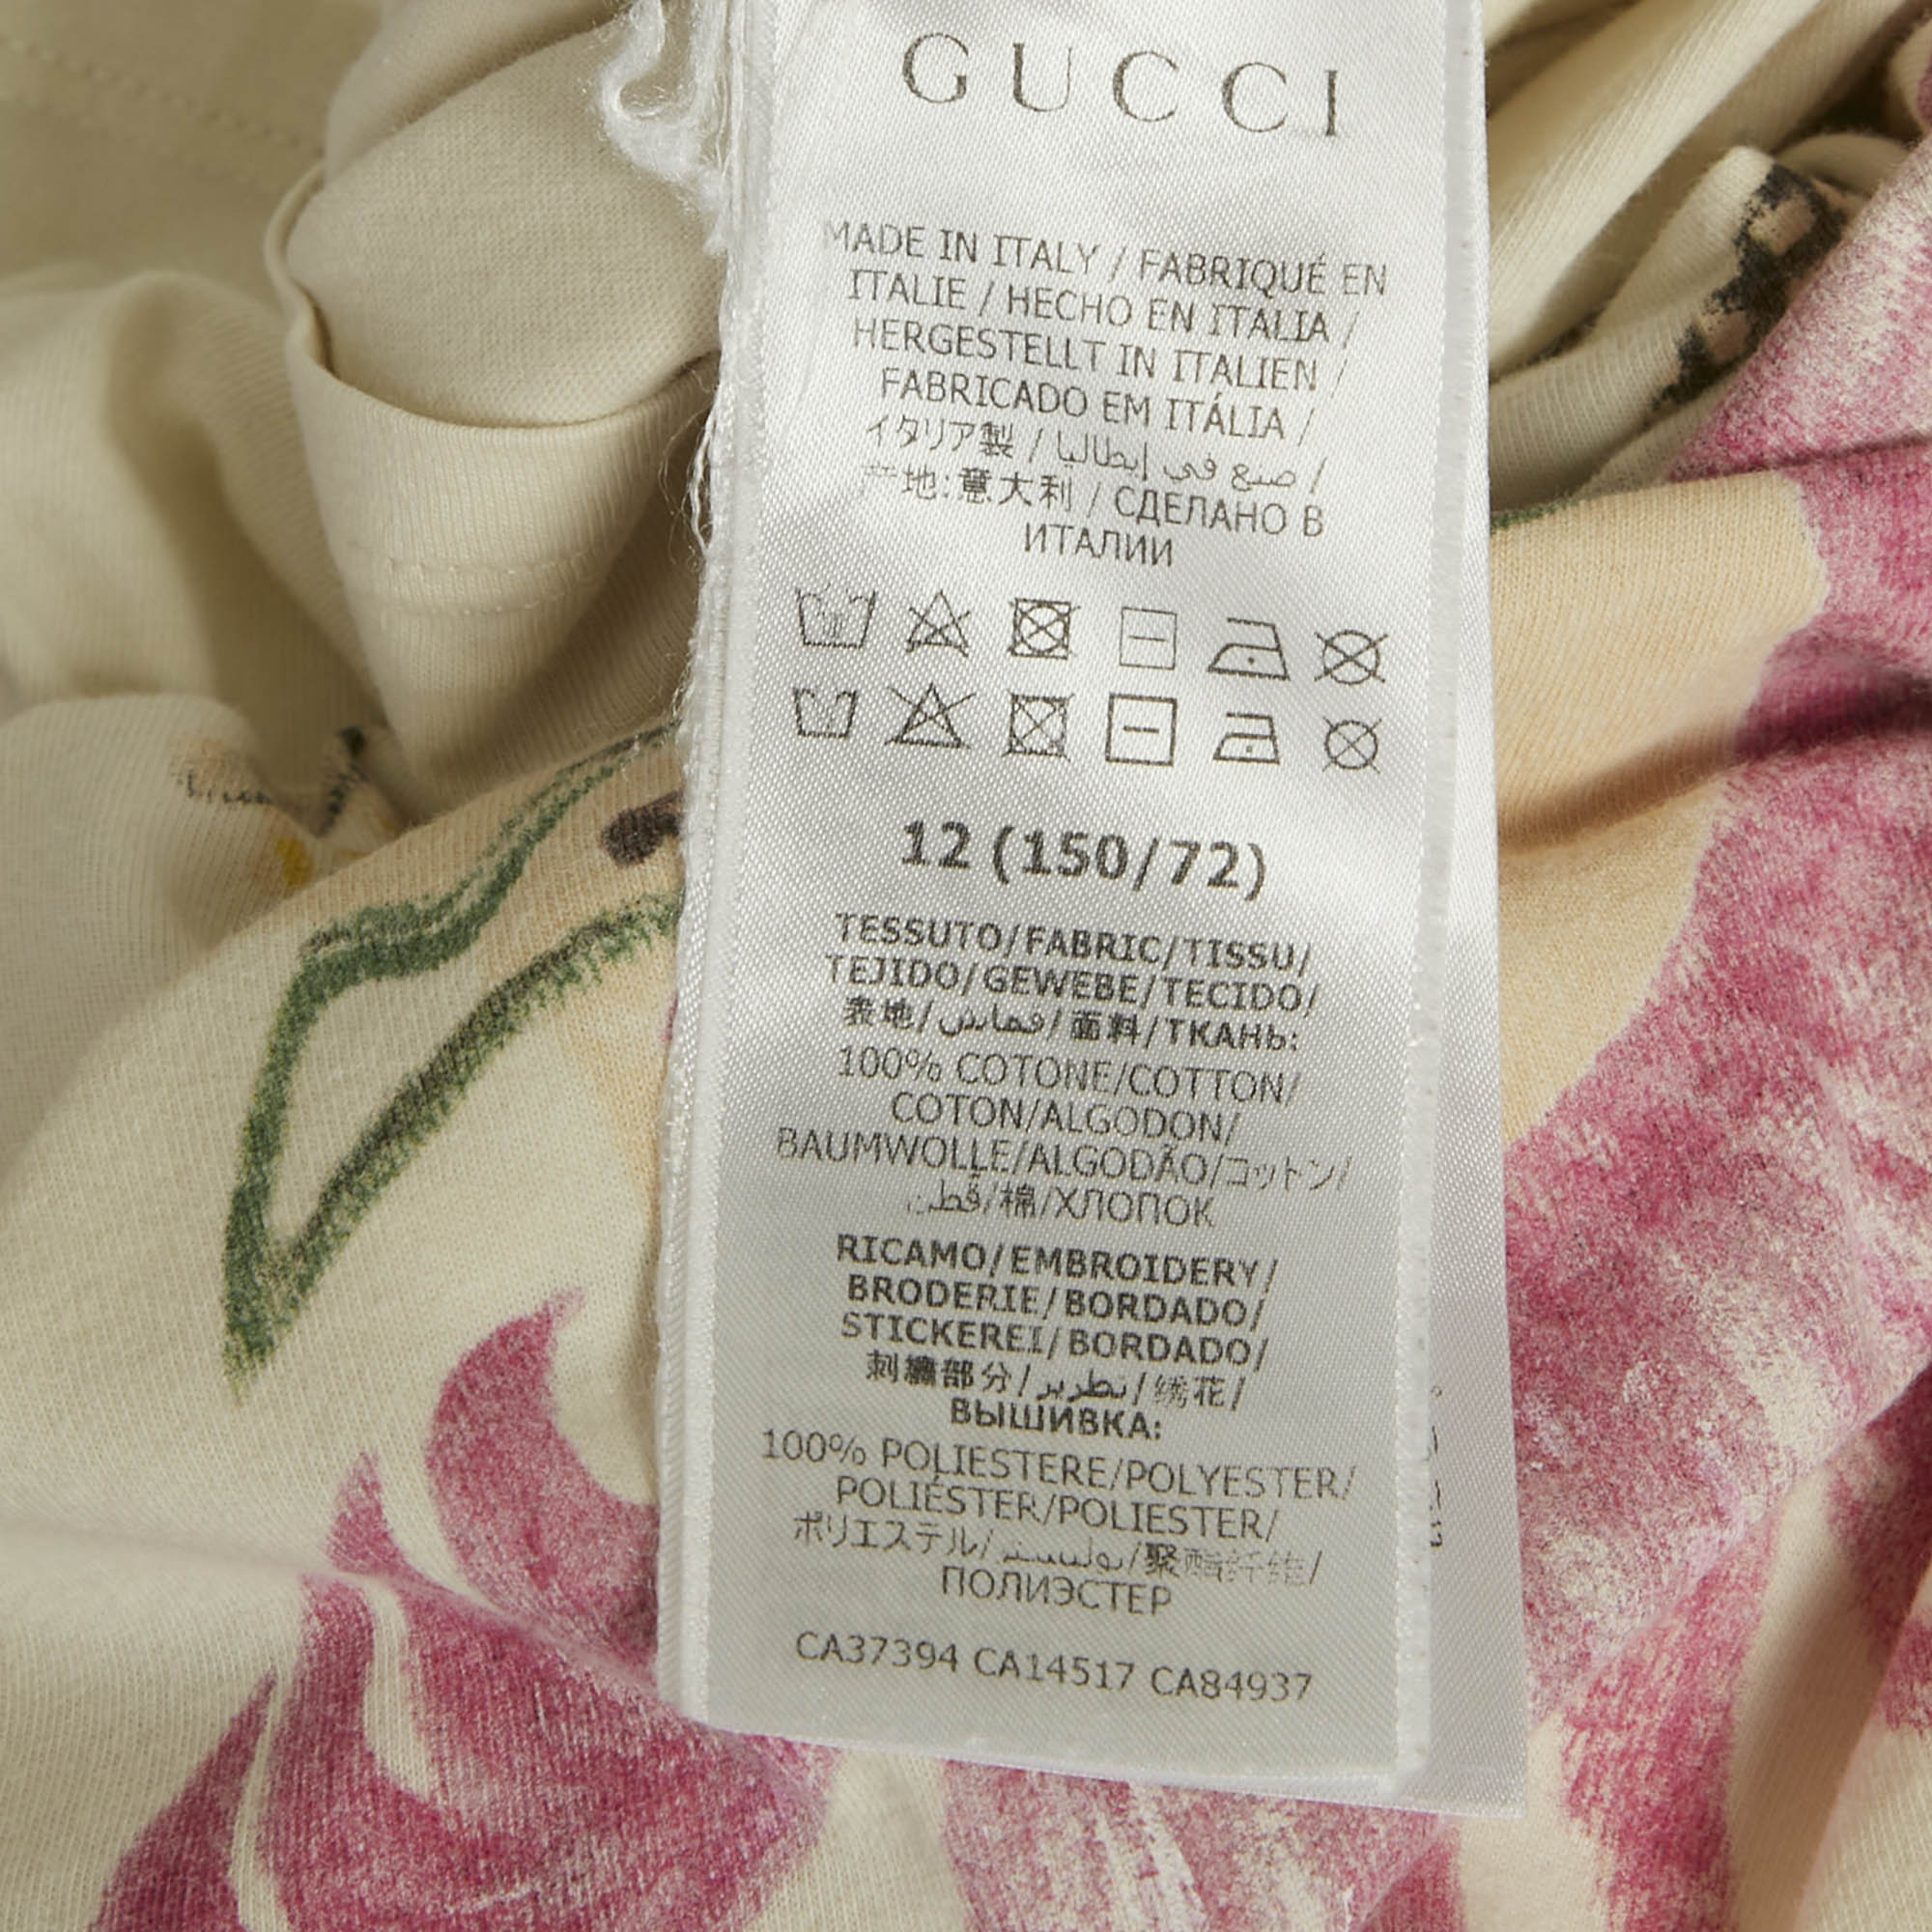 GUCCI
MADE IN ITALY / FABRIQUÉ EN
ITALIE / HECHO EN ITALIA /
HERGESTELLT IN ITALIEN /
FABRICADO EM ITÁLIA /
イタリア製 / صنع في إيطاليا /
产地:意大利 / СДЕЛАНО В
ИТАЛИИ
12 (150/72)
TESSUTO/FABRIC/TISSU/
TEJIDO/GEWEBE/TECIDO/
表地/قماش/面料/ТКАНЬ:
100% COTONE/COTTON/
COTON/ALGODON/
BAUMWOLLE/ALGODÃO/コットン/
قطن/棉/ХЛОПОК
RICAMO/EMBROIDERY/
BRODERIE/BORDADO/
STICKEREI/BORDADO/
刺繍部分/تطريز/绣花/
ВЫШИВКА:
100% POLIESTERE/POLYESTER/
POLIÉSTER/POLIESTER/
ポリエステル/بوليستر/聚酯纤维/
ПОЛИЭСТЕР
CA37394 CA14517 CA84937